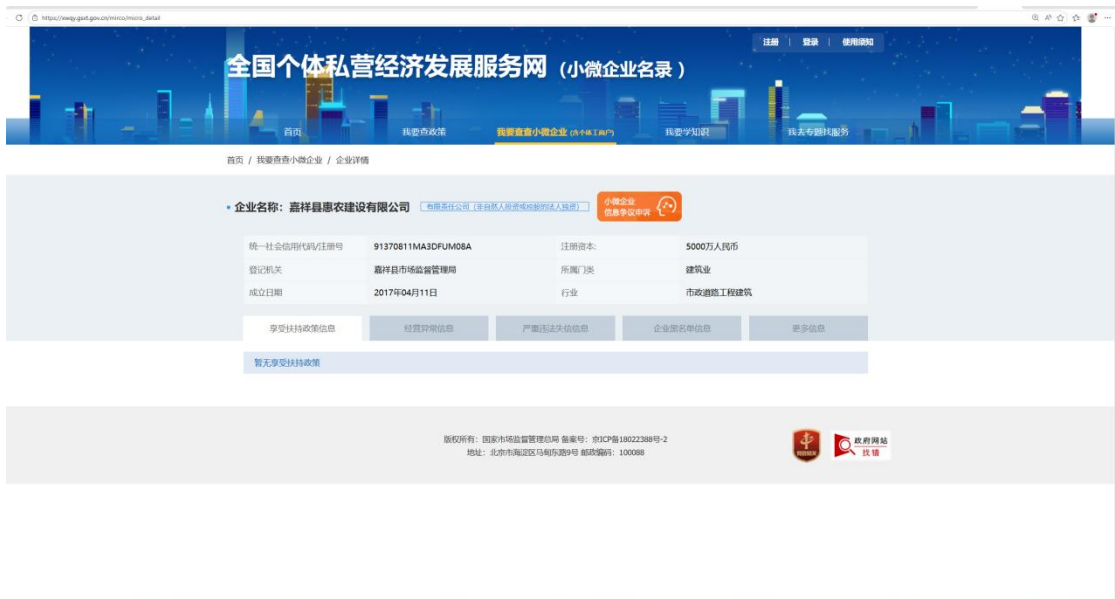 https://xwqy.gsxt.gov.cn/mirco/micro_detail
注册 | 登录 | 使用须知
全国个体私营经济发展服务网 (小微企业名录)
首页 我要查政策 我要查查小微企业 (含个体工商户) 我要学知识 我去专题找服务
首页 / 我要查查小微企业 / 企业详情
企业名称: 嘉祥县惠农建设有限公司 有限责任公司 (非自然人投资或控股的法人独资)
小微企业
信息争议申诉
统一社会信用代码/注册号 91370811MA3DFUM08A 注册资本: 5000万人民币
登记机关 嘉祥县市场监督管理局 所属门类 建筑业
成立日期 2017年04月11日 行业 市政道路工程建筑
享受扶持政策信息 经营异常信息 严重违法失信信息 企业黑名单信息 更多信息
暂无享受扶持政策
版权所有: 国家市场监督管理总局 备案号: 京ICP备18022388号-2
地址: 北京市海淀区马甸东路9号 邮政编码: 100088
政府网站
找错